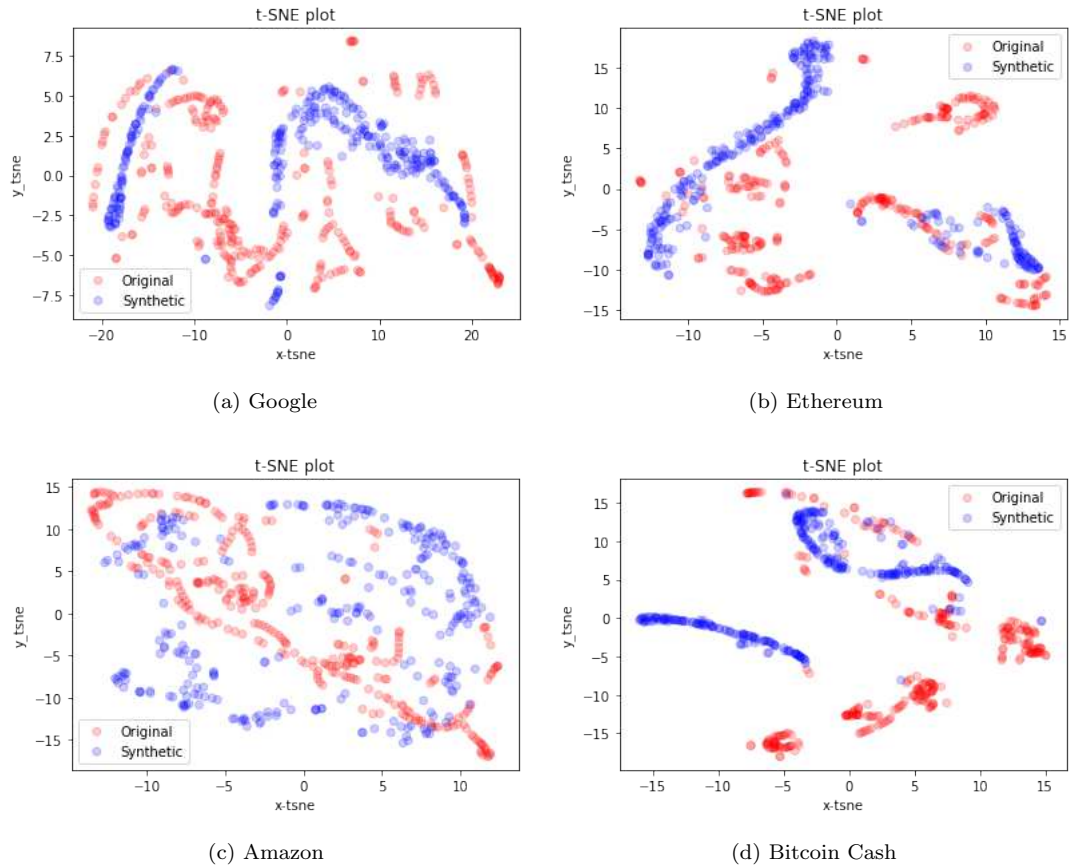 t-SNE plot
7.5
5.0
2.5
0.0
−2.5
−5.0
−7.5
y_tsne
Original
Synthetic
−20
−10
0
10
20
x-tsne
(a) Google
t-SNE plot
15
10
5
0
−5
−10
−15
y_tsne
Original
Synthetic
−10
−5
0
5
10
15
x-tsne
(b) Ethereum
t-SNE plot
15
10
5
0
−5
−10
−15
y_tsne
Original
Synthetic
−10
−5
0
5
10
x-tsne
(c) Amazon
t-SNE plot
15
10
5
0
−5
−10
−15
y_tsne
Original
Synthetic
−15
−10
−5
0
5
10
15
x-tsne
(d) Bitcoin Cash